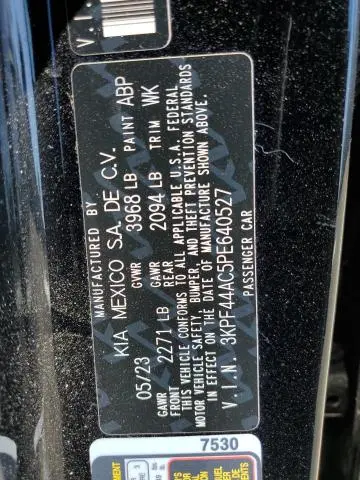 V.I.
MANUFACTURED BY
KIA MEXICO S.A. DE C.V.
05/23 GVWR 3968 LB PAINT ABP
GAWR FRONT 2271 LB GAWR REAR 2094 LB TRIM WK
THIS VEHICLE CONFORMS TO ALL APPLICABLE U.S.A. FEDERAL
MOTOR VEHICLE SAFETY, BUMPER, AND THEFT PREVENTION STANDARDS
IN EFFECT ON THE DATE OF MANUFACTURE SHOWN ABOVE.
V.I.N. 3KPF44AC5PE640527
PASSENGER CAR
7530